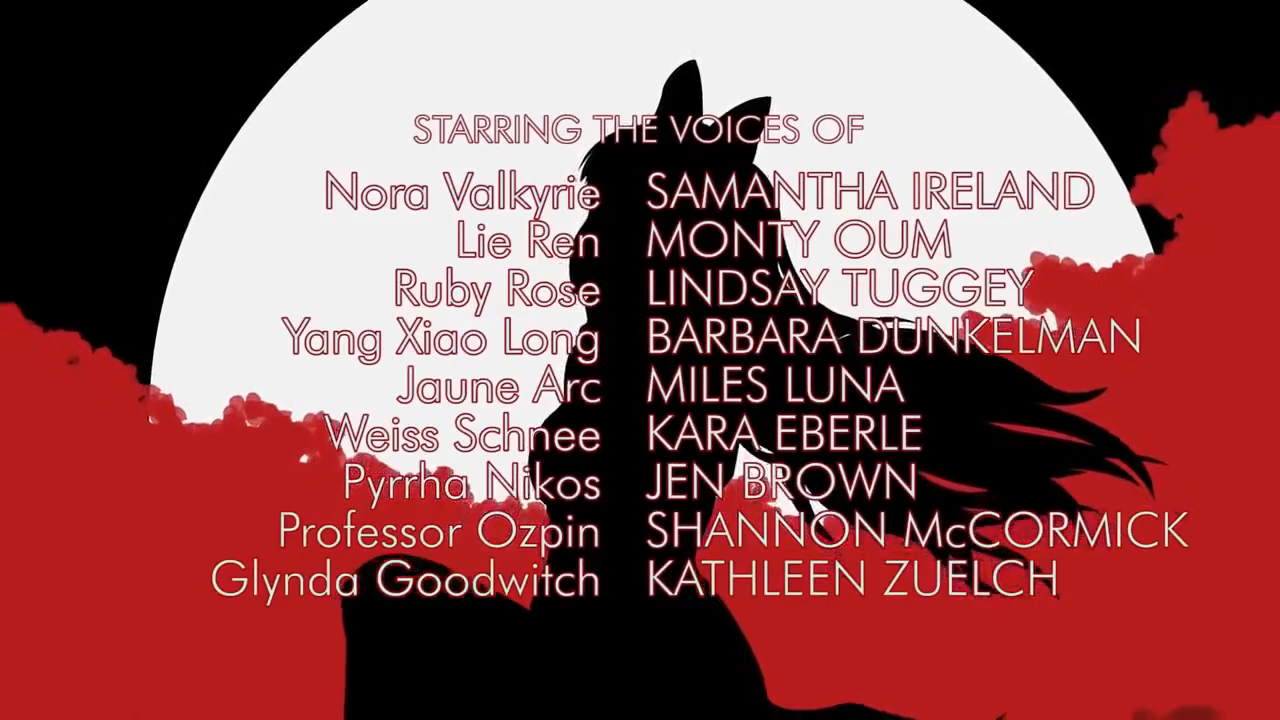 STARRING THE VOICES OF
Nora Valkyrie SAMANTHA IRELAND
Lie Ren MONTY OUM
Ruby Rose LINDSAY TUGGEY
Yang Xiao Long BARBARA DUNKELMAN
Jaune Arc MILES LUNA
Weiss Schnee KARA EBERLE
Pyrrha Nikos JEN BROWN
Professor Ozpin SHANNON McCORMICK
Glynda Goodwitch KATHLEEN ZUELCH